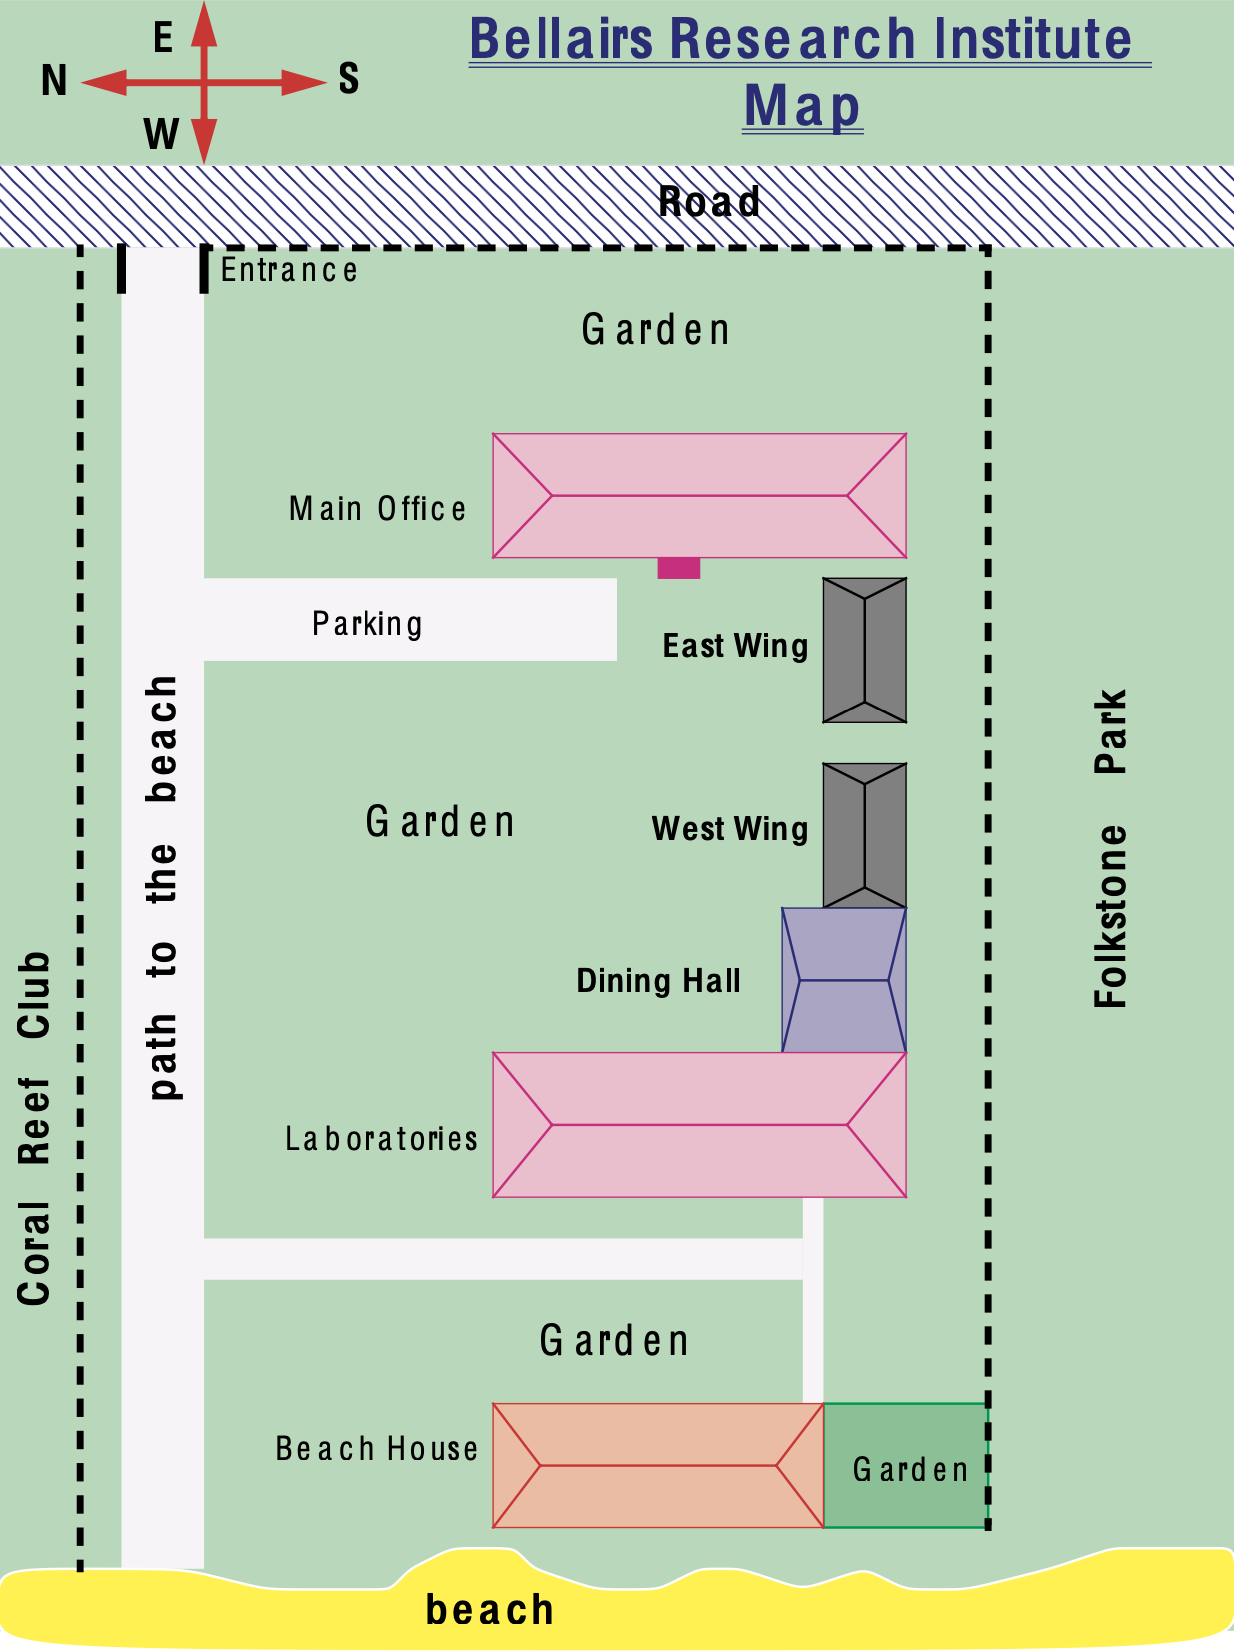 E
N
S
W
Bellairs Research Institute
Map
Road
Entrance
Garden
Main Office
Parking
East Wing
path to the beach
Garden
West Wing
Folkstone Park
Dining Hall
Coral Reef Club
Laboratories
Garden
Beach House
Garden
beach